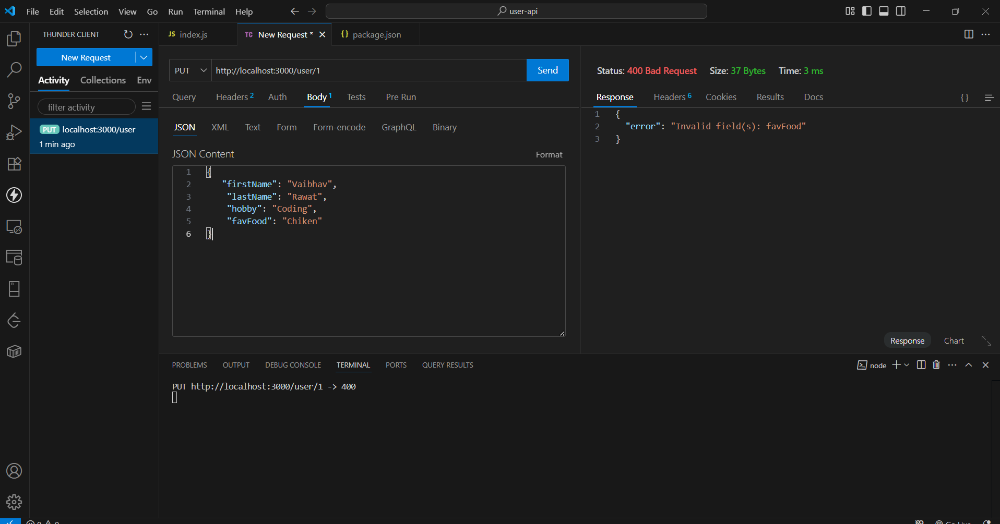 File Edit Selection View Go Run Terminal Help
user-api
THUNDER CLIENT
New Request
Activity Collections Env
filter activity
PUT localhost:3000/user
1 min ago
JS index.js
TC New Request *
{} package.json
PUT http://localhost:3000/user/1 Send
Query Headers 2 Auth Body 1 Tests Pre Run
JSON XML Text Form Form-encode GraphQL Binary
JSON Content Format
1 {
2 "firstName": "Vaibhav",
3 "lastName": "Rawat",
4 "hobby": "Coding",
5 "favFood": "Chiken"
6 }
Status: 400 Bad Request Size: 37 Bytes Time: 3 ms
Response Headers 6 Cookies Results Docs {}
1 {
2 "error": "Invalid field(s): favFood"
3 }
Response Chart
PROBLEMS OUTPUT DEBUG CONSOLE TERMINAL PORTS QUERY RESULTS
node
PUT http://localhost:3000/user/1 -> 400